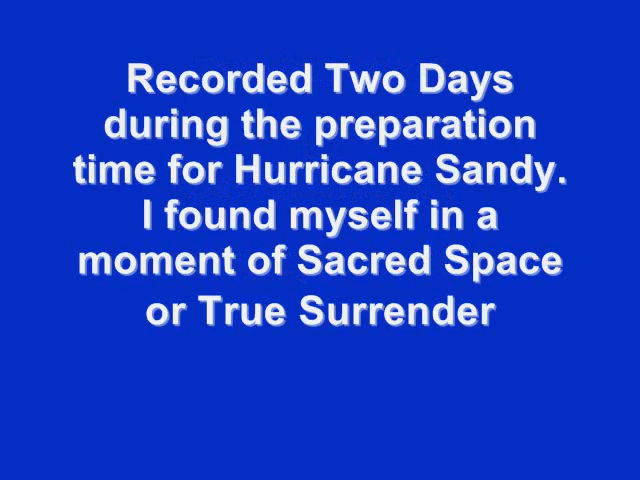 Recorded Two Days
during the preparation
time for Hurricane Sandy.
I found myself in a
moment of Sacred Space
or True Surrender